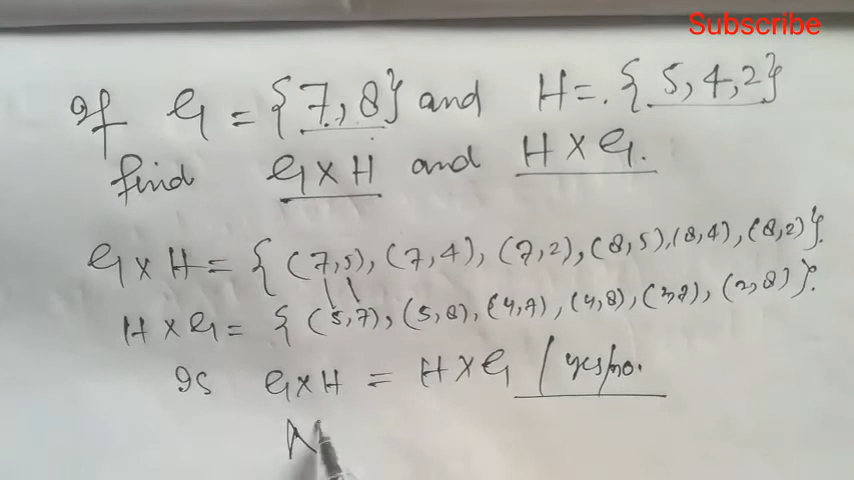 Subscribe
If G = {7, 8} and H = {5, 4, 2}
find G X H and H X G.
G X H = { (7,5), (7,4), (7,2), (8,5), (8,4), (8,2) }.
H X G = { (5,7), (5,8), (4,7), (4,8), (2,7), (2,8) }.
Is G X H = H X G / yes/no.
N